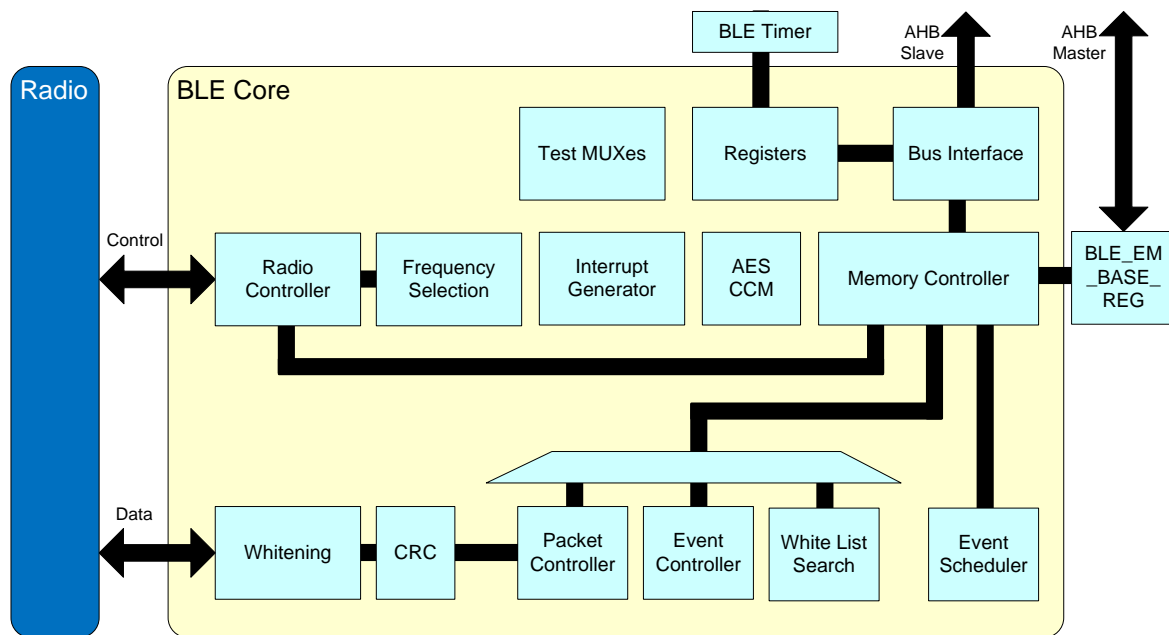 BLE Timer
AHB
Slave
AHB
Master
Radio
BLE Core
Test MUXes
Registers
Bus Interface
Control
Radio
Controller
Frequency
Selection
Interrupt
Generator
AES
CCM
Memory Controller
BLE_EM
_BASE_
REG
Data
Whitening
CRC
Packet
Controller
Event
Controller
White List
Search
Event
Scheduler